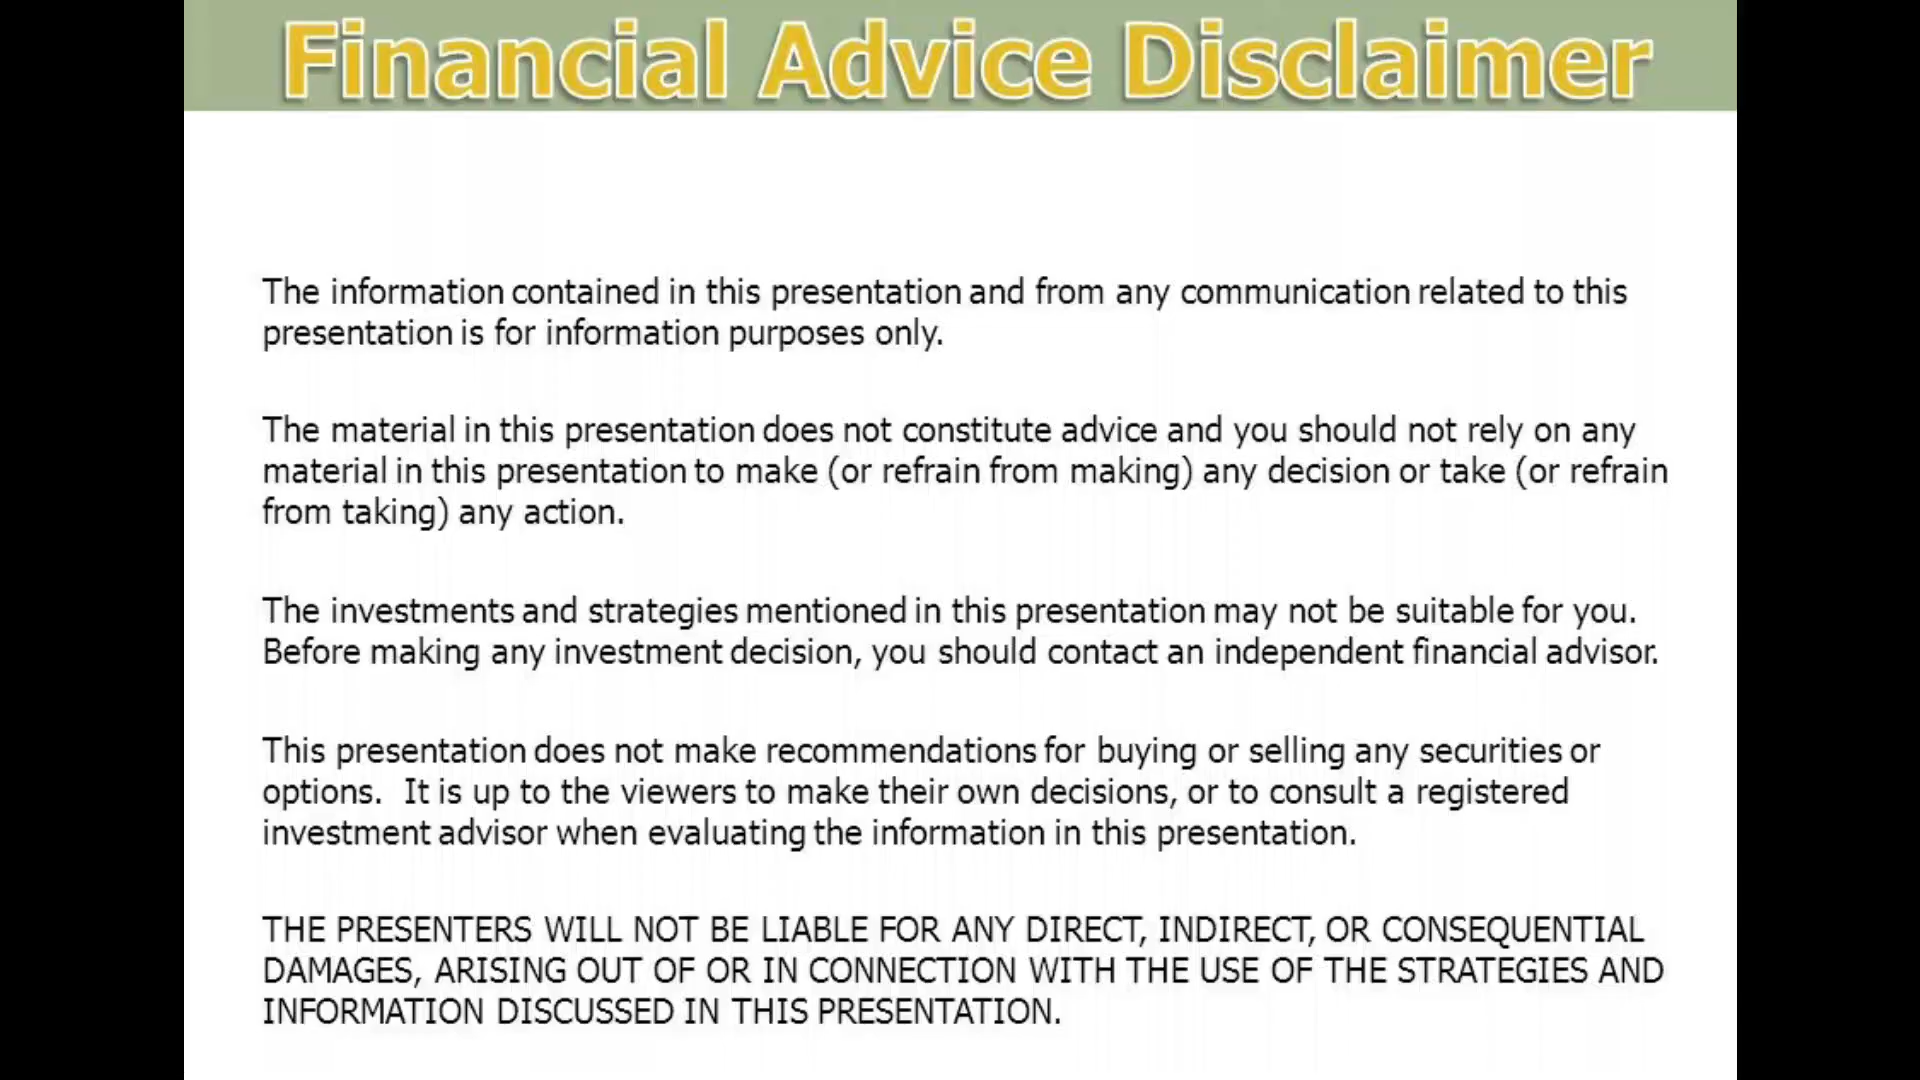 Financial Advice Disclaimer
The information contained in this presentation and from any communication related to this
presentation is for information purposes only.
The material in this presentation does not constitute advice and you should not rely on any
material in this presentation to make (or refrain from making) any decision or take (or refrain
from taking) any action.
The investments and strategies mentioned in this presentation may not be suitable for you.
Before making any investment decision, you should contact an independent financial advisor.
This presentation does not make recommendations for buying or selling any securities or
options.  It is up to the viewers to make their own decisions, or to consult a registered
investment advisor when evaluating the information in this presentation.
THE PRESENTERS WILL NOT BE LIABLE FOR ANY DIRECT, INDIRECT, OR CONSEQUENTIAL
DAMAGES, ARISING OUT OF OR IN CONNECTION WITH THE USE OF THE STRATEGIES AND
INFORMATION DISCUSSED IN THIS PRESENTATION.